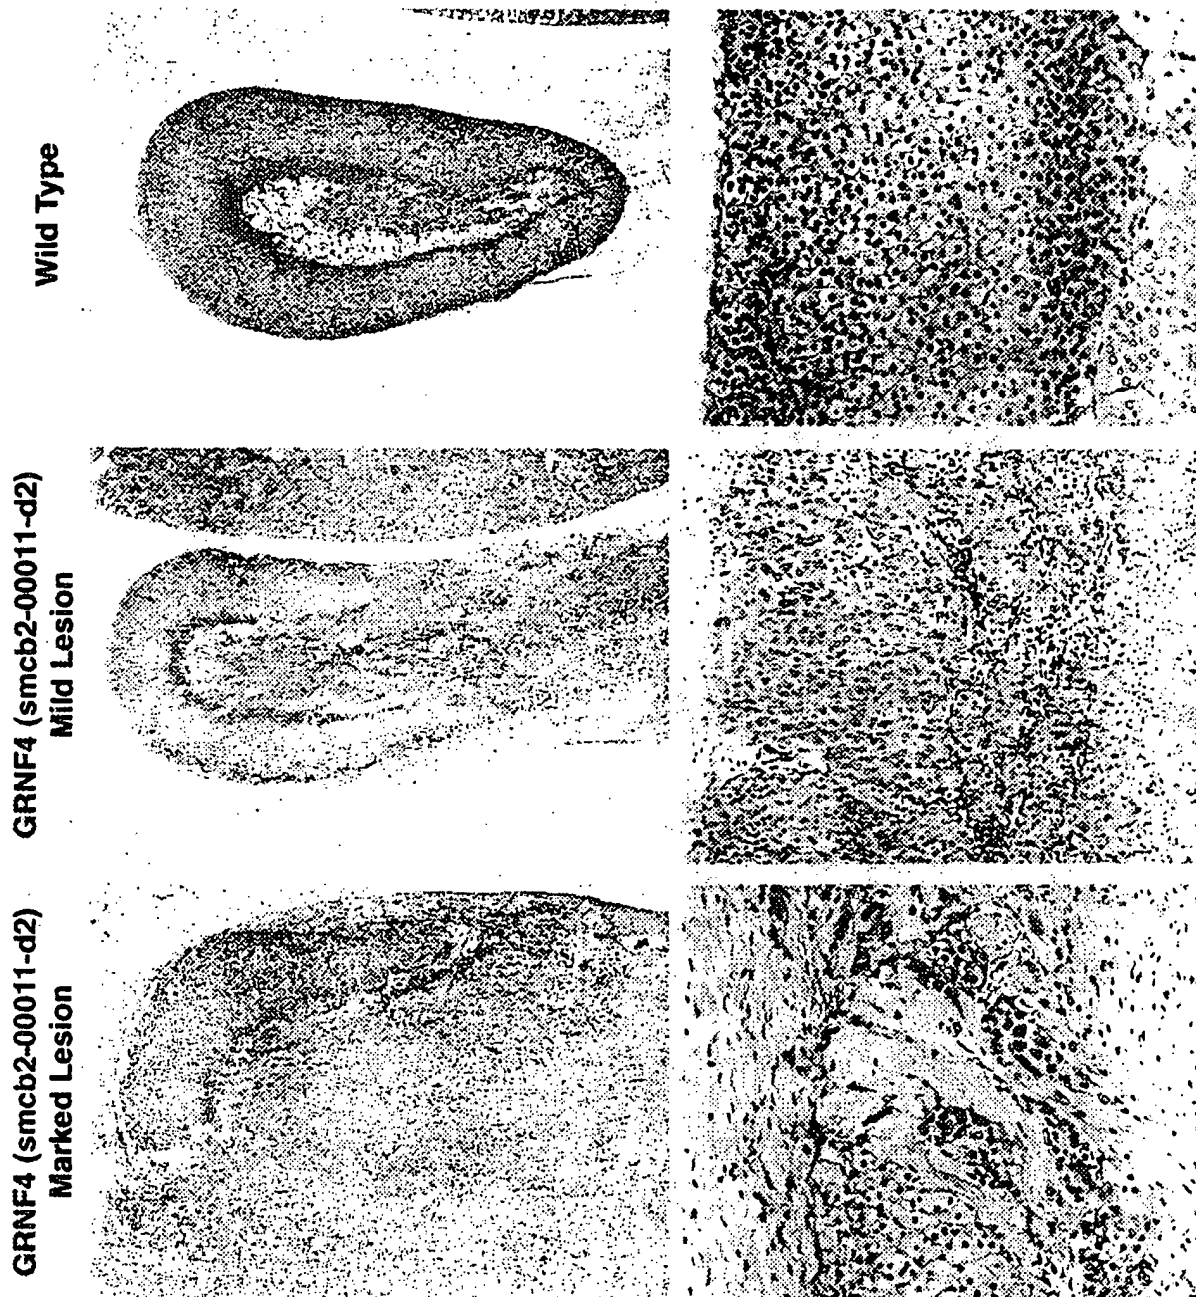 Wild Type
GRNF4 (smcb2-00011-d2)
Mild Lesion
GRNF4 (smcb2-00011-d2)
Marked Lesion